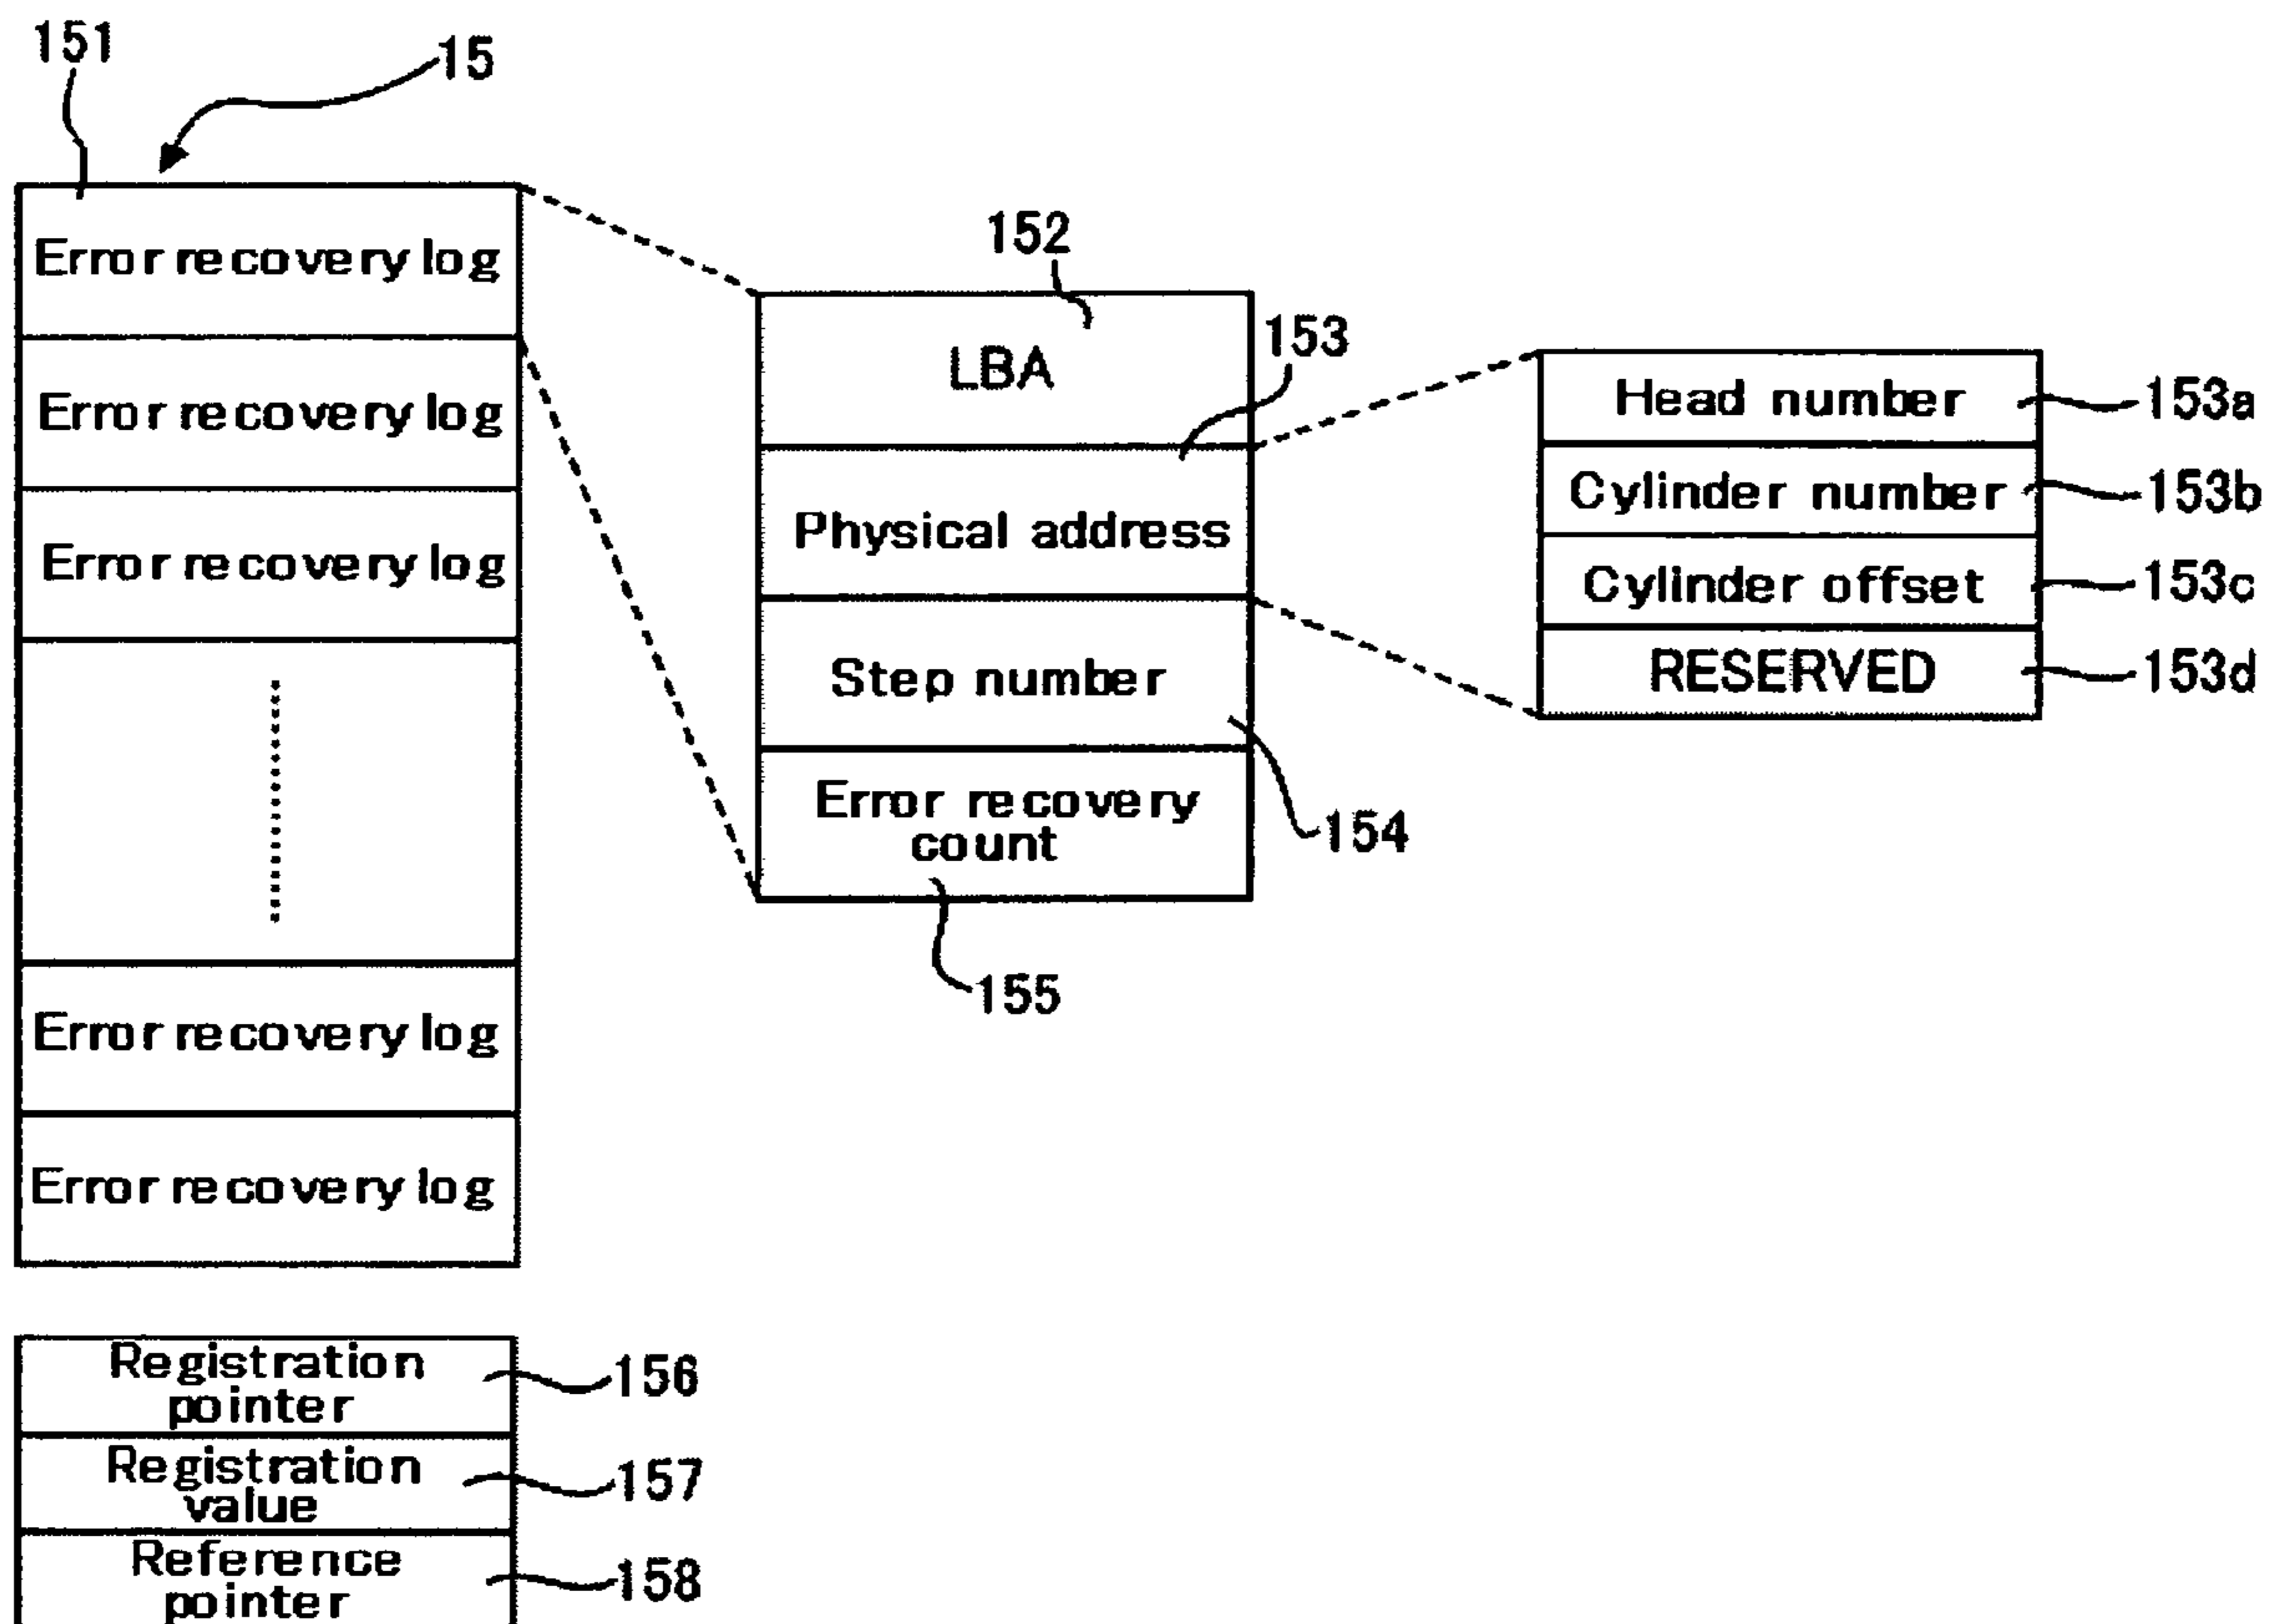 151
15
Error recovery log
Error recovery log
Error recovery log
Error recovery log
Error recovery log
152
LBA
153
Physical address
Step number
154
Error recovery
count
155
Head number
153a
Cylinder number
153b
Cylinder offset
153c
RESERVED
153d
Registration
pointer
156
Registration
value
157
Reference
pointer
158